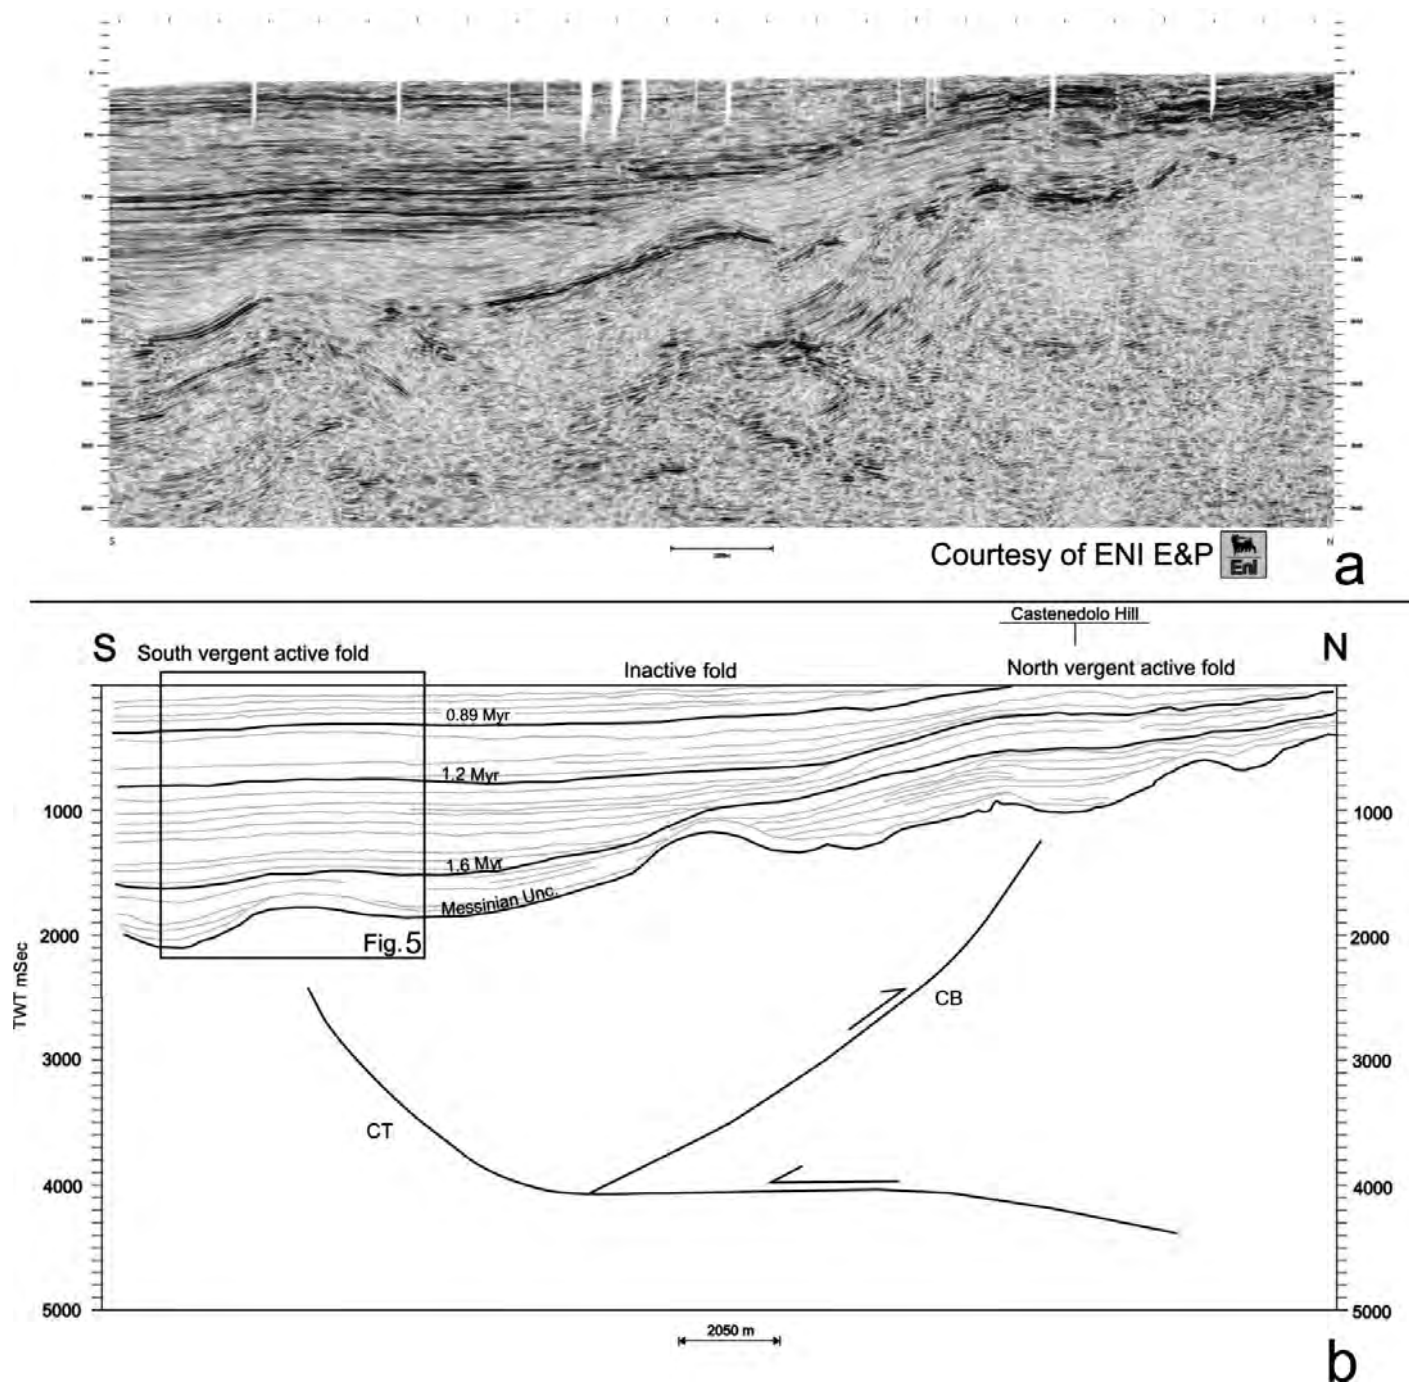 S
N
Courtesy of ENI E&P
EnI
a
Castenedolo Hill
S
South vergent active fold
Inactive fold
North vergent active fold
N
0.89 Myr
1.2 Myr
1000
1000
1.6 Myr
Messinian Unc.
2000
Fig.5
2000
TWT mSec
CB
3000
3000
CT
4000
4000
5000
5000
2050 m
b